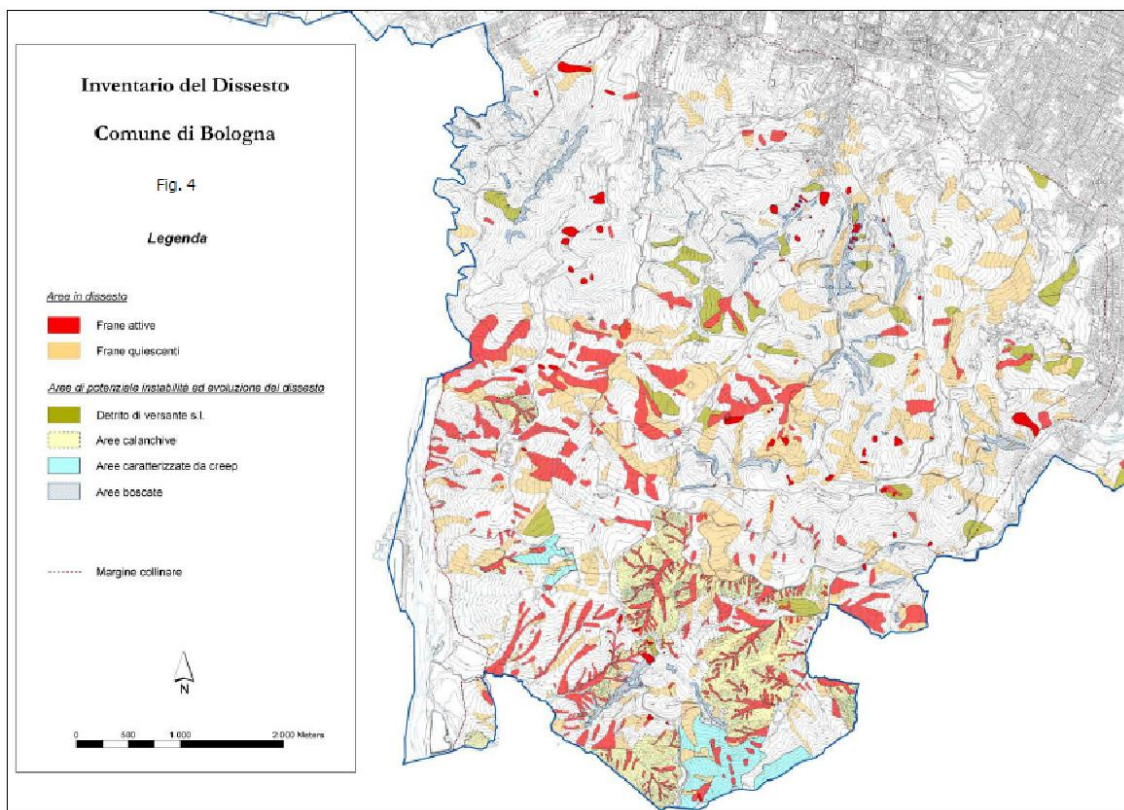 Inventario del Dissesto
Comune di Bologna
Fig. 4
Legenda
Aree in dissesto
Frane attive
Frane quiescenti
Aree di potenziale instabilità ed evoluzione del dissesto
Detrito di versante s.l.
Aree calanchive
Aree caratterizzate da creep
Aree boscate
Margine collinare
N
0 500 1.000 2.000 Meters